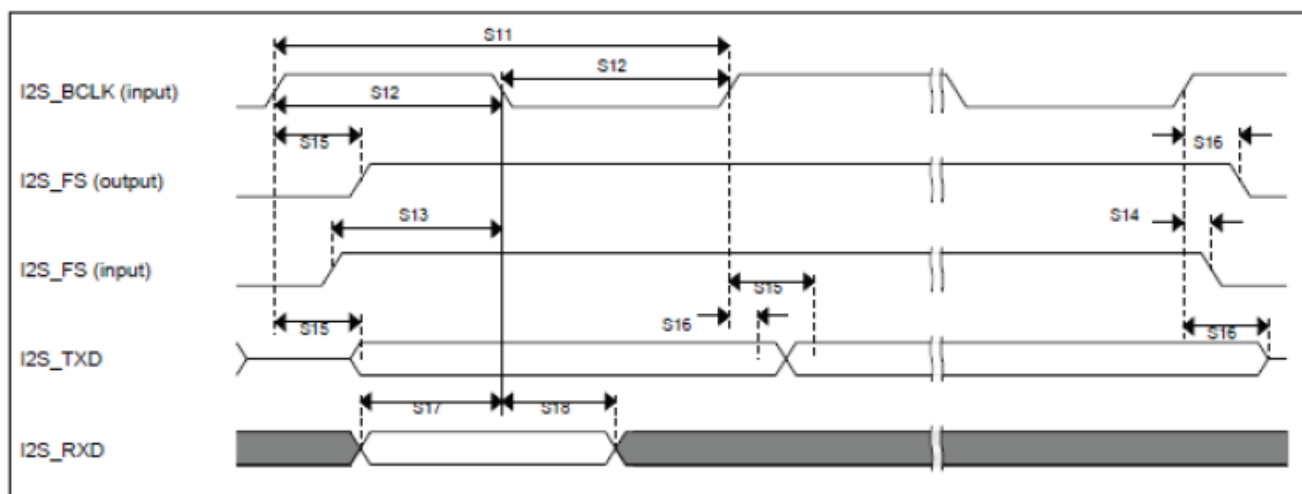 S11
S12
I2S_BCLK (input)
S12
S15
S16
I2S_FS (output)
S13
S14
I2S_FS (input)
S15
S15
S16
S16
I2S_TXD
S17
S18
I2S_RXD